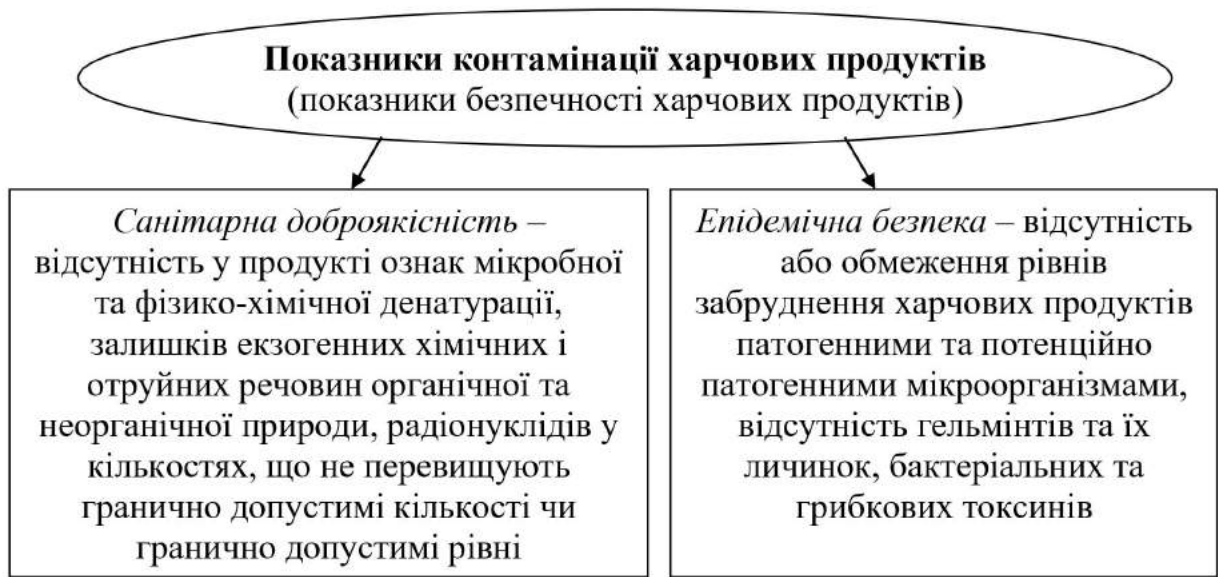 Показники контамінації харчових продуктів
(показники безпечності харчових продуктів)
Санітарна доброякісність –
відсутність у продукті ознак мікробної
та фізико-хімічної денатурації,
залишків екзогенних хімічних і
отруйних речовин органічної та
неорганічної природи, радіонуклідів у
кількостях, що не перевищують
гранично допустимі кількості чи
гранично допустимі рівні
Епідемічна безпека – відсутність
або обмеження рівнів
забруднення харчових продуктів
патогенними та потенційно
патогенними мікроорганізмами,
відсутність гельмінтів та їх
личинок, бактеріальних та
грибкових токсинів